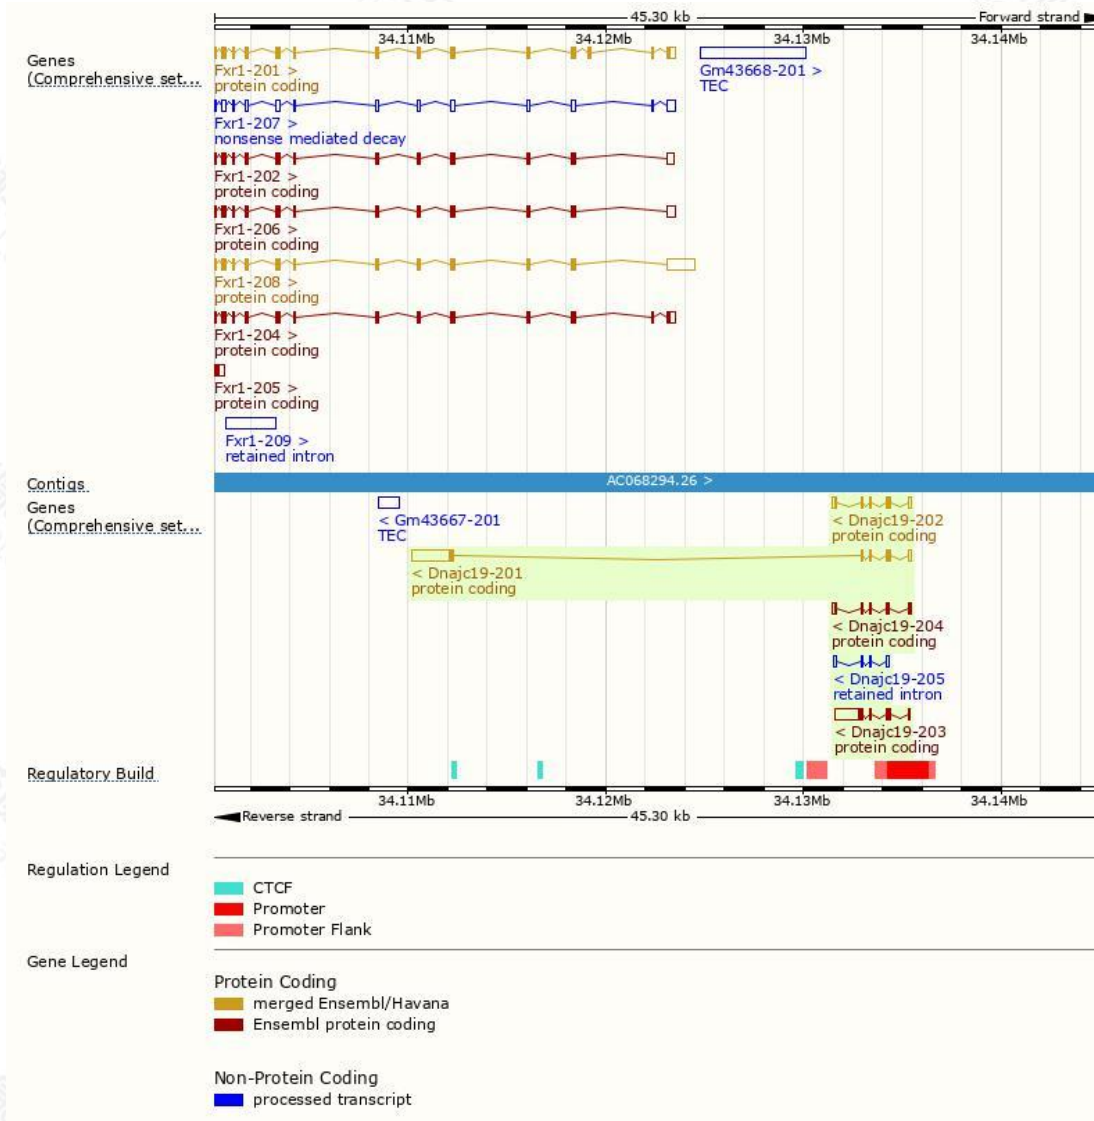 45.30 kb Forward strand
34.11Mb 34.12Mb 34.13Mb 34.14Mb
Genes
(Comprehensive set...
Fxr1-201 >
protein coding
Gm43668-201 >
TEC
Fxr1-207 >
nonsense mediated decay
Fxr1-202 >
protein coding
Fxr1-206 >
protein coding
Fxr1-208 >
protein coding
Fxr1-204 >
protein coding
Fxr1-205 >
protein coding
Fxr1-209 >
retained intron
Contigs
AC068294.26 >
Genes
(Comprehensive set...
< Gm43667-201
TEC
< Dnajc19-202
protein coding
< Dnajc19-201
protein coding
< Dnajc19-204
protein coding
< Dnajc19-205
retained intron
< Dnajc19-203
protein coding
Regulatory Build
34.11Mb 34.12Mb 34.13Mb 34.14Mb
Reverse strand 45.30 kb
Regulation Legend
CTCF
Promoter
Promoter Flank
Gene Legend
Protein Coding
merged Ensembl/Havana
Ensembl protein coding
Non-Protein Coding
processed transcript